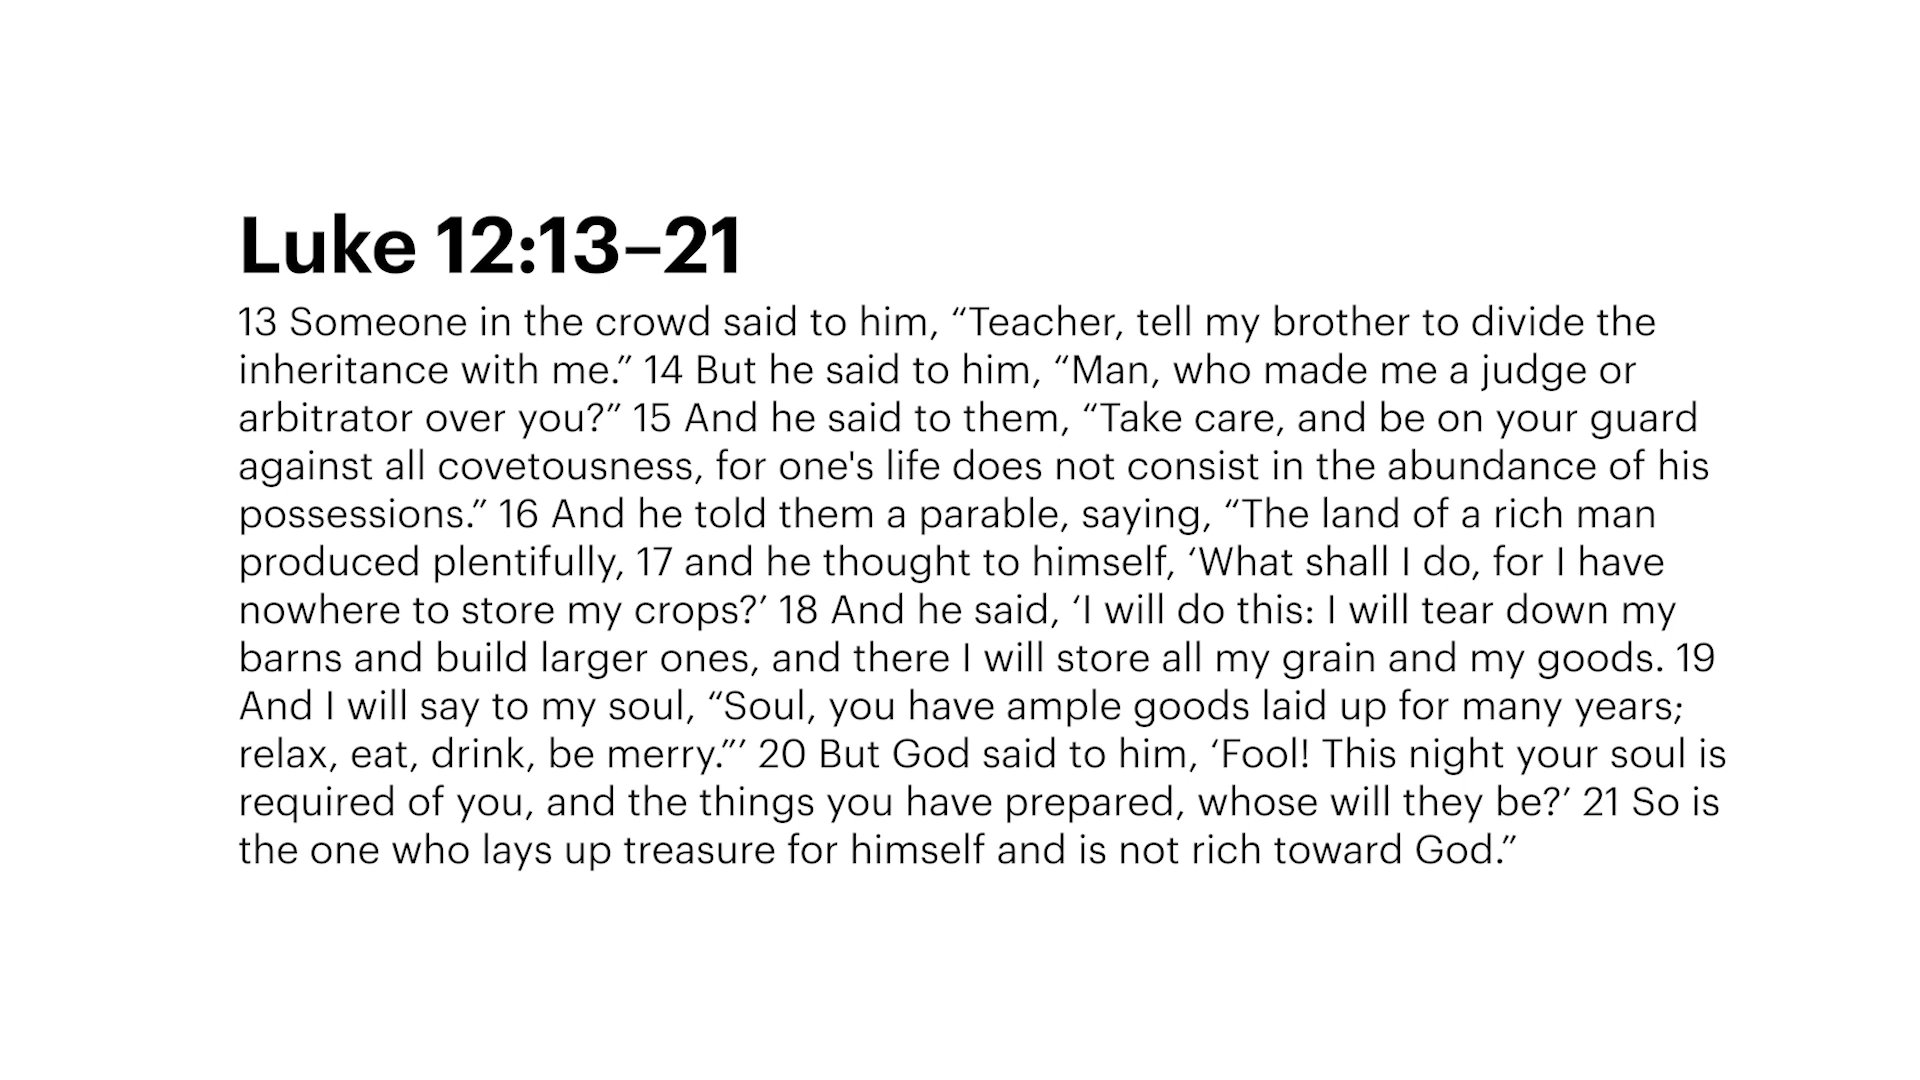 Luke 12:13–21
13 Someone in the crowd said to him, “Teacher, tell my brother to divide the
inheritance with me.” 14 But he said to him, “Man, who made me a judge or
arbitrator over you?” 15 And he said to them, “Take care, and be on your guard
against all covetousness, for one's life does not consist in the abundance of his
possessions.” 16 And he told them a parable, saying, “The land of a rich man
produced plentifully, 17 and he thought to himself, ‘What shall I do, for I have
nowhere to store my crops?’ 18 And he said, ‘I will do this: I will tear down my
barns and build larger ones, and there I will store all my grain and my goods. 19
And I will say to my soul, “Soul, you have ample goods laid up for many years;
relax, eat, drink, be merry.”’ 20 But God said to him, ‘Fool! This night your soul is
required of you, and the things you have prepared, whose will they be?’ 21 So is
the one who lays up treasure for himself and is not rich toward God.”